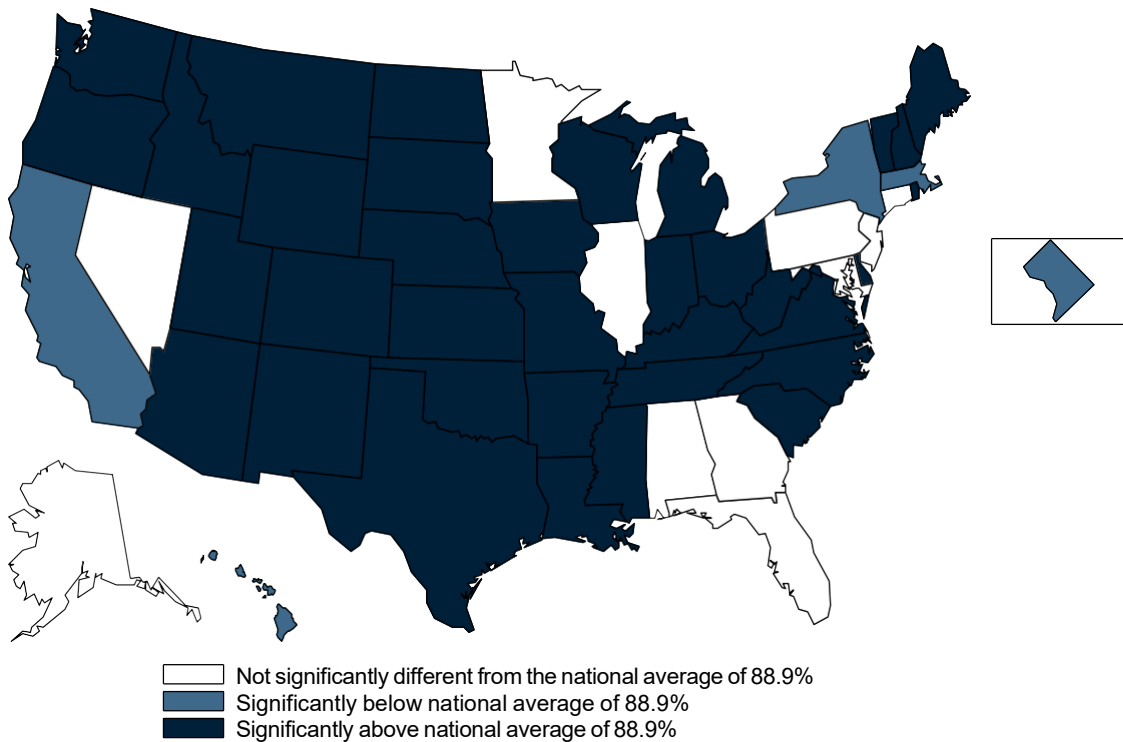 Not significantly different from the national average of 88.9%
Significantly below national average of 88.9%
Significantly above national average of 88.9%